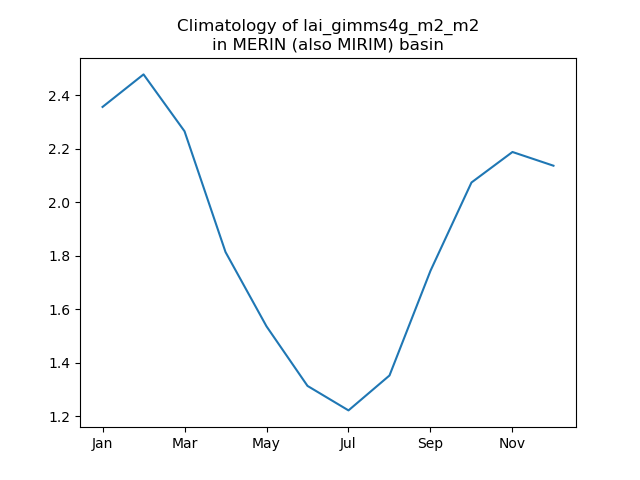 Climatology of lai_gimms4g_m2_m2
in MERIN (also MIRIM) basin
2.4
2.2
2.0
1.8
1.6
1.4
1.2
Jan Mar May Jul Sep Nov